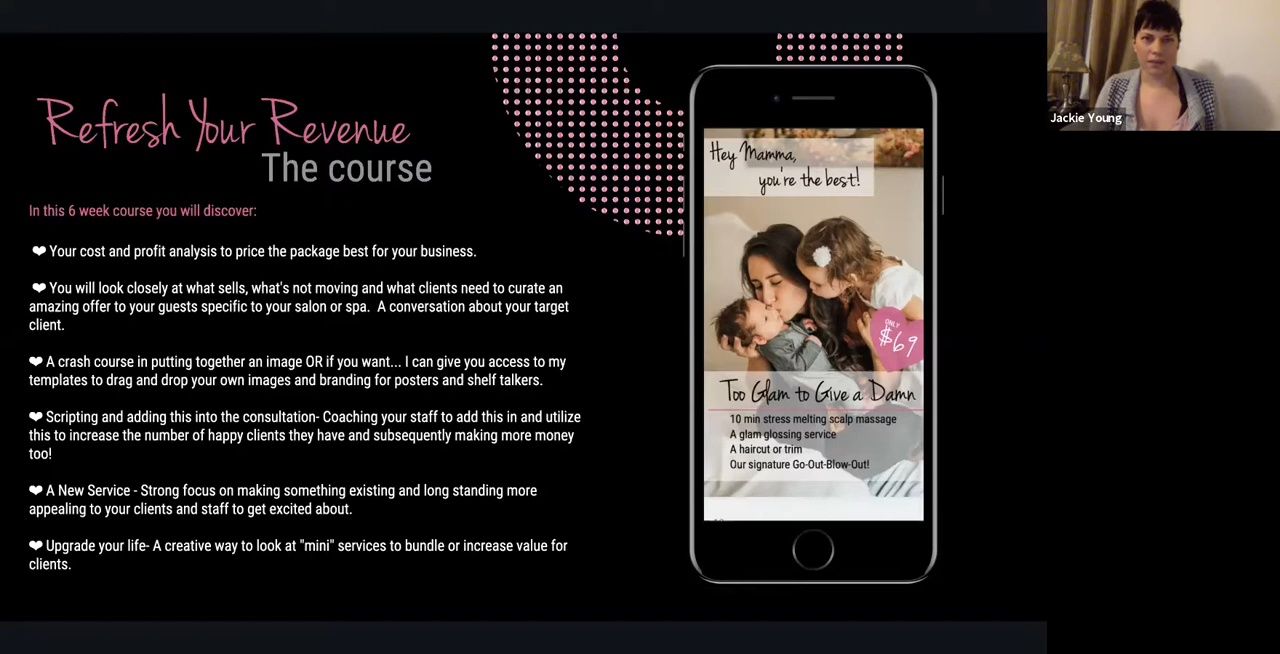 Refresh Your Revenue
The course
In this 6 week course you will discover:
❤ Your cost and profit analysis to price the package best for your business.
❤ You will look closely at what sells, what's not moving and what clients need to curate an
amazing offer to your guests specific to your salon or spa. A conversation about your target
client.
❤ A crash course in putting together an image OR if you want... I can give you access to my
templates to drag and drop your own images and branding for posters and shelf talkers.
❤ Scripting and adding this into the consultation- Coaching your staff to add this in and utilize
this to increase the number of happy clients they have and subsequently making more money
too!
❤ A New Service - Strong focus on making something existing and long standing more
appealing to your clients and staff to get excited about.
❤ Upgrade your life- A creative way to look at "mini" services to bundle or increase value for
clients.
Hey Mamma,
you're the best!
ONLY
$69
Too Glam to Give a Damn
10 min stress melting scalp massage
A glam glossing service
A haircut or trim
Our signature Go-Out-Blow-Out!
Jackie Young